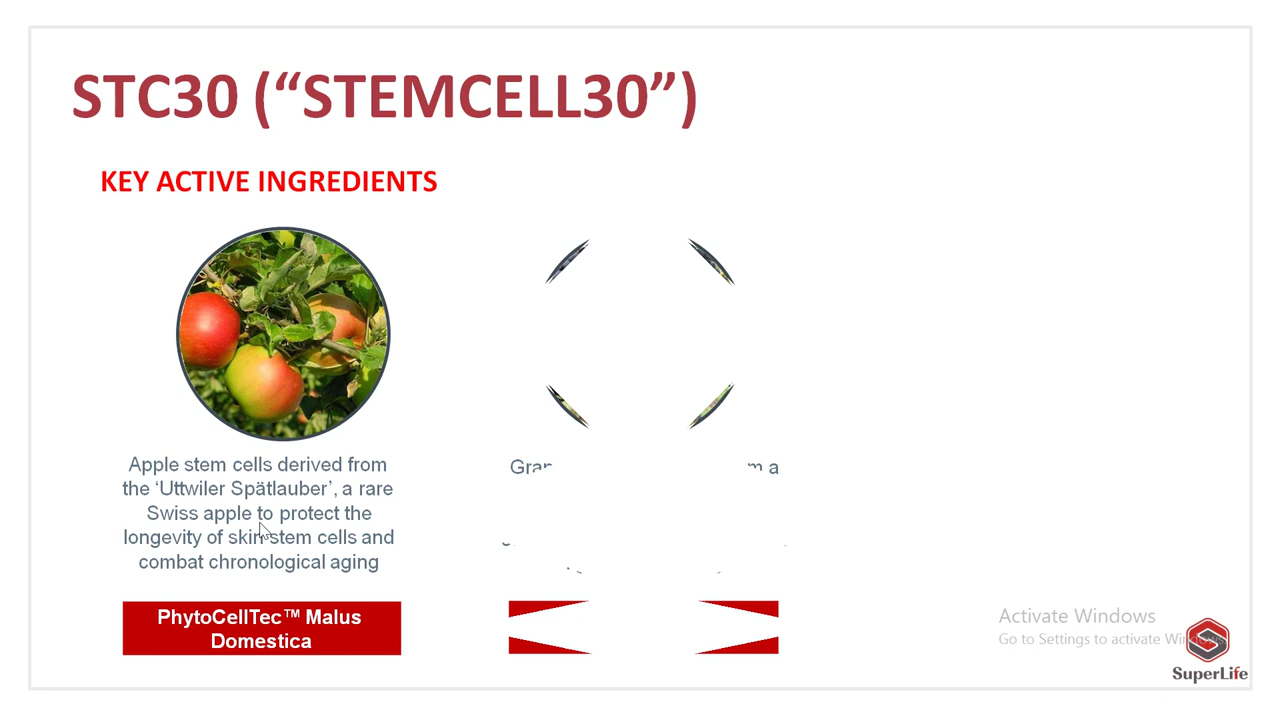 STC30 (“STEMCELL30”)
KEY ACTIVE INGREDIENTS
Apple stem cells derived from
the ‘Uttwiler Spätlauber’, a rare
Swiss apple to protect the
longevity of skin stem cells and
combat chronological aging
PhytoCellTec™ Malus
Domestica
Activate Windows
Go to Settings to activate Windows.
SuperLife